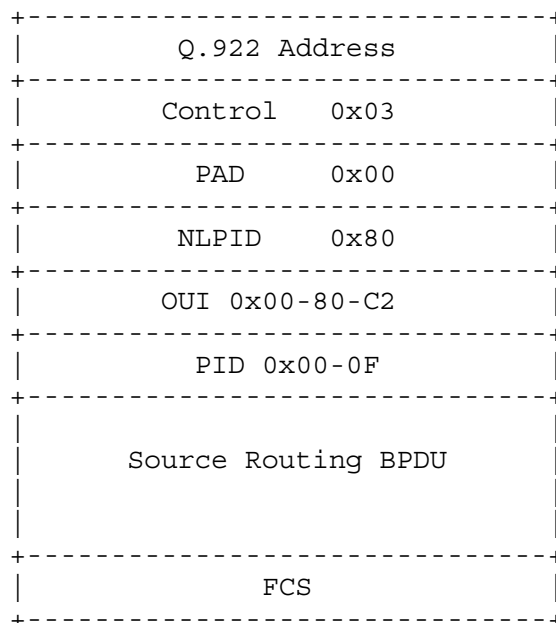 Q.922 Address
Control 0x03
PAD 0x00
NLPID 0x80
OUI 0x00-80-C2
PID 0x00-0F
Source Routing BPDU
FCS